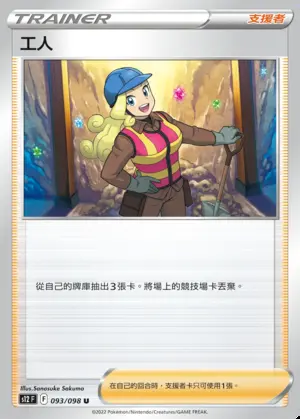 TRAINER
支援者
工人
從自己的牌庫抽出3張卡。將場上的競技場卡丟棄。
Illus.Sanosuke Sakuma
s12 F F 093/098 U
在自己的回合時,支援者卡只可使用1張。
©2022 Pokémon/Nintendo/Creatures/GAME FREAK.